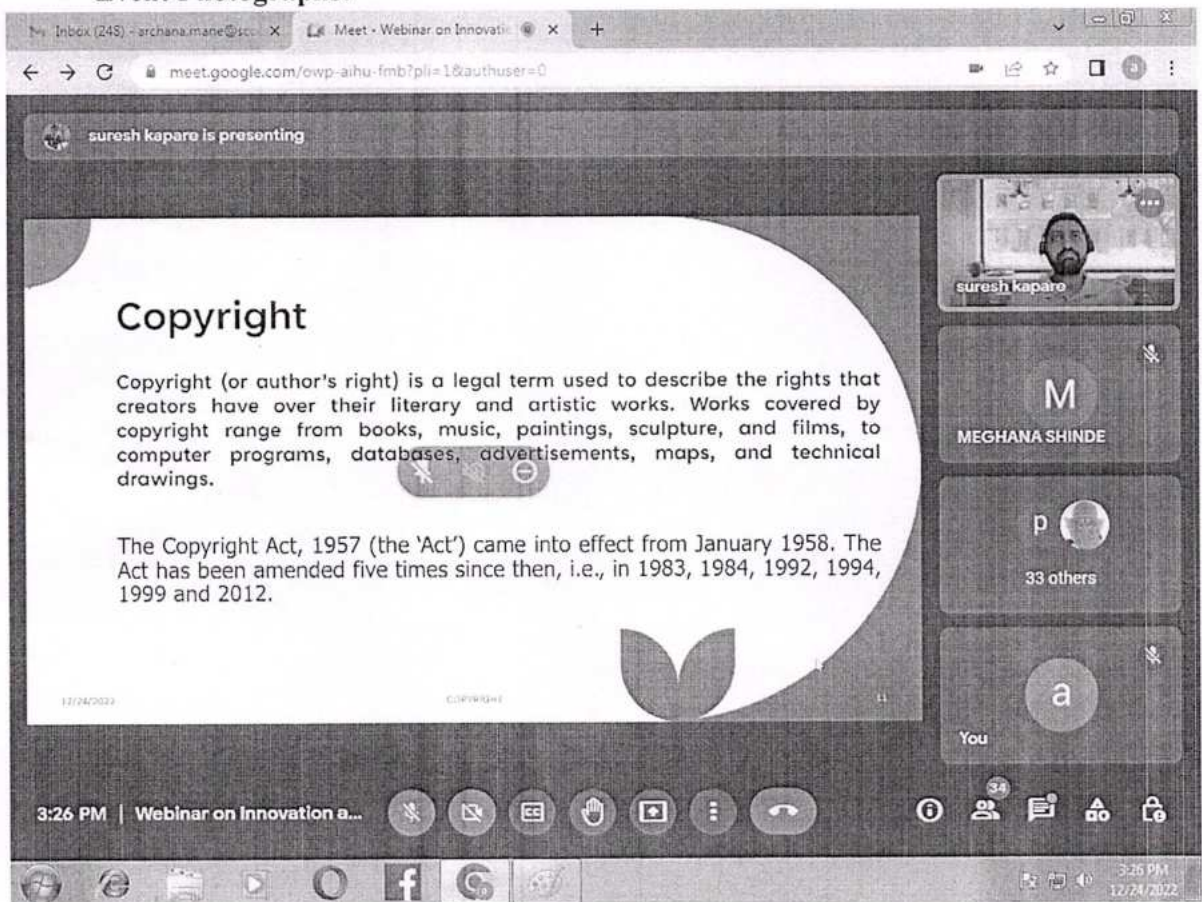 Inbox (248) - archana.mane@sco
Meet - Webinar on Innovatio
meet.google.com/owp-aihu-fmb?pli=1&authuser=0
suresh kapare is presenting
Copyright
Copyright (or author's right) is a legal term used to describe the rights that
creators have over their literary and artistic works. Works covered by
copyright range from books, music, paintings, sculpture, and films, to
computer programs, databases, advertisements, maps, and technical
drawings.
The Copyright Act, 1957 (the 'Act') came into effect from January 1958. The
Act has been amended five times since then, i.e., in 1983, 1984, 1992, 1994,
1999 and 2012.
12/24/2022
COPYRIGHT
11
suresh kapare
M
MEGHANA SHINDE
p
33 others
a
You
3:26 PM | Webinar on Innovation a...
CC
34
3:26 PM
12/24/2022